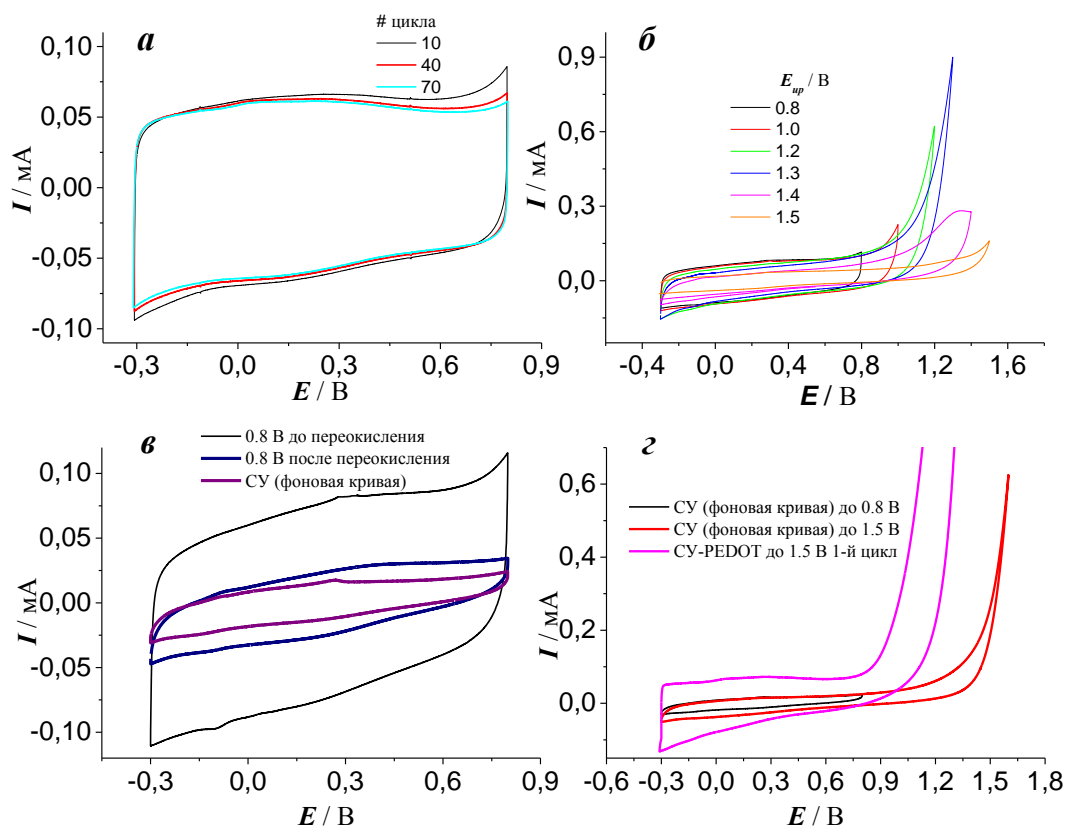 а
# цикла
10
40
70
I / мА
0,10
0,05
0,00
-0,05
-0,10
-0,3 0,0 0,3 0,6 0,9
E / В
б
E_up / В
0.8
1.0
1.2
1.3
1.4
1.5
I / мА
0,9
0,6
0,3
0,0
-0,4 0,0 0,4 0,8 1,2 1,6
E / В
в
0.8 В до переокисления
0.8 В после переокисления
СУ (фоновая кривая)
I / мА
0,10
0,05
0,00
-0,05
-0,10
-0,3 0,0 0,3 0,6 0,9
E / В
г
СУ (фоновая кривая) до 0.8 В
СУ (фоновая кривая) до 1.5 В
СУ-PEDOT до 1.5 В 1-й цикл
I / мА
0,6
0,4
0,2
0,0
-0,6 -0,3 0,0 0,3 0,6 0,9 1,2 1,5 1,8
E / В